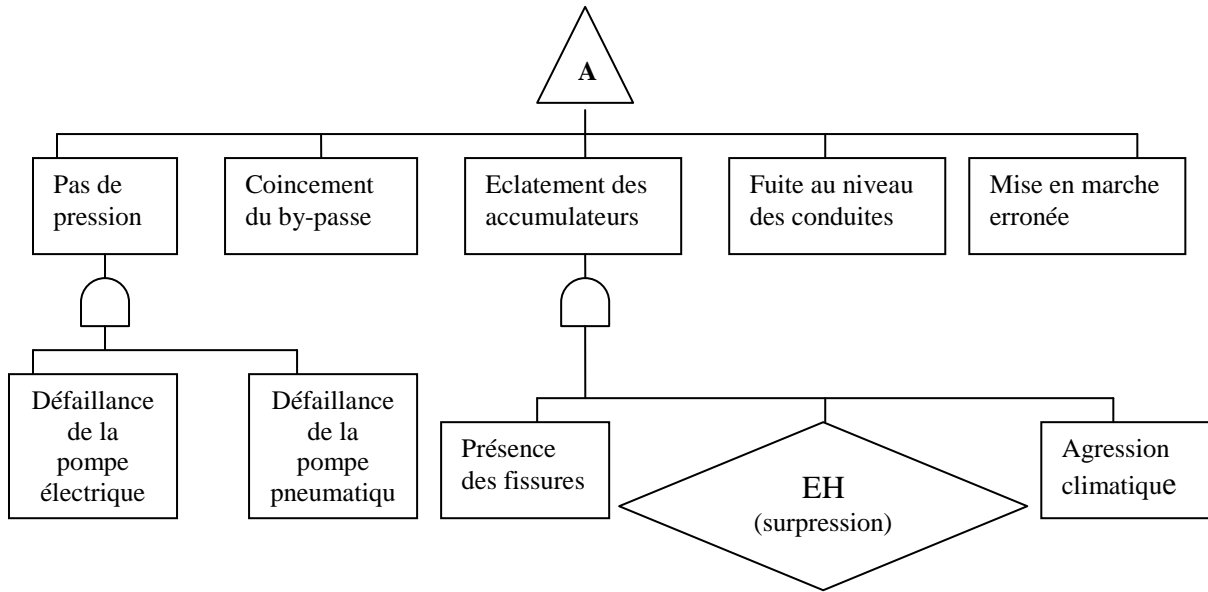 A
Pas de
pression
Coincement
du by-passe
Eclatement des
accumulateurs
Fuite au niveau
des conduites
Mise en marche
erronée
Défaillance
de la
pompe
électrique
Défaillance
de la
pompe
pneumatiqu
Présence
des fissures
EH
(surpression)
Agression
climatique